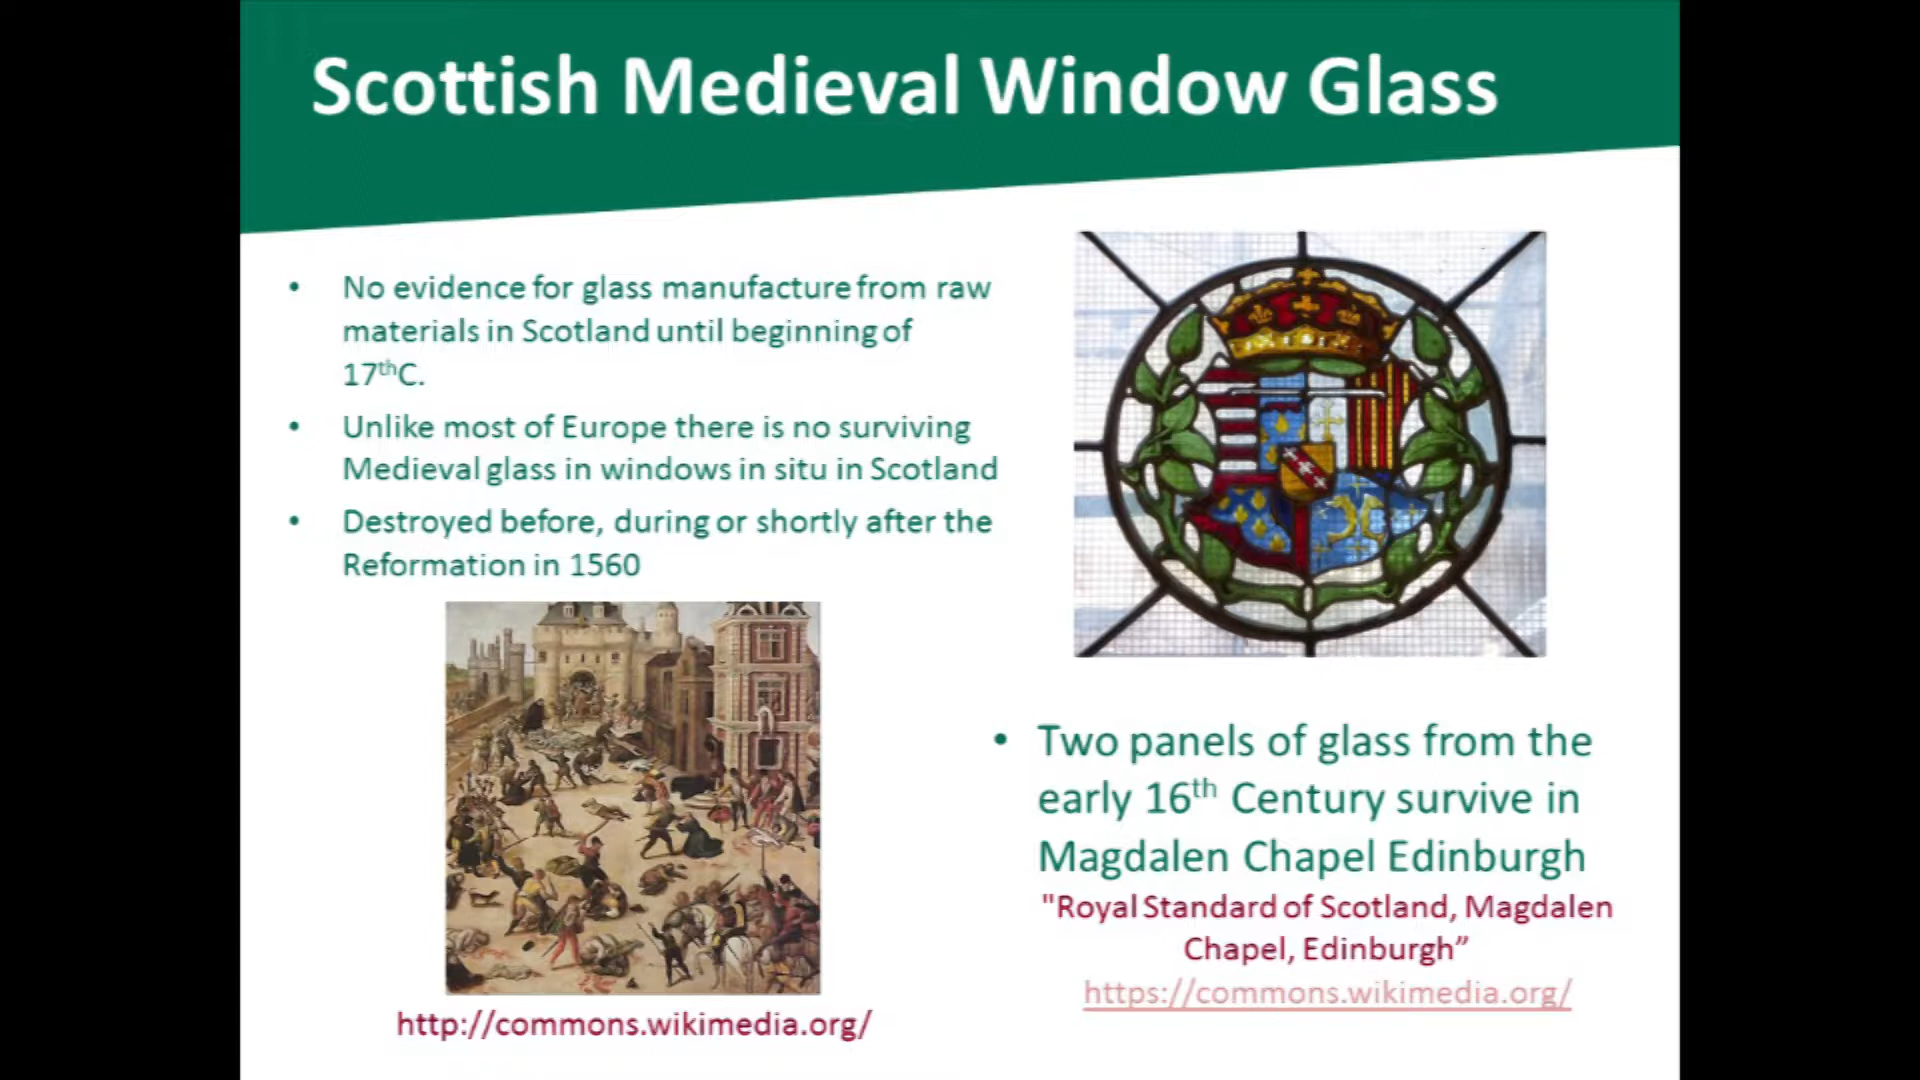 Scottish Medieval Window Glass
• No evidence for glass manufacture from raw
materials in Scotland until beginning of
17thC.
• Unlike most of Europe there is no surviving
Medieval glass in windows in situ in Scotland
• Destroyed before, during or shortly after the
Reformation in 1560
http://commons.wikimedia.org/
• Two panels of glass from the
early 16th Century survive in
Magdalen Chapel Edinburgh
"Royal Standard of Scotland, Magdalen
Chapel, Edinburgh”
https://commons.wikimedia.org/